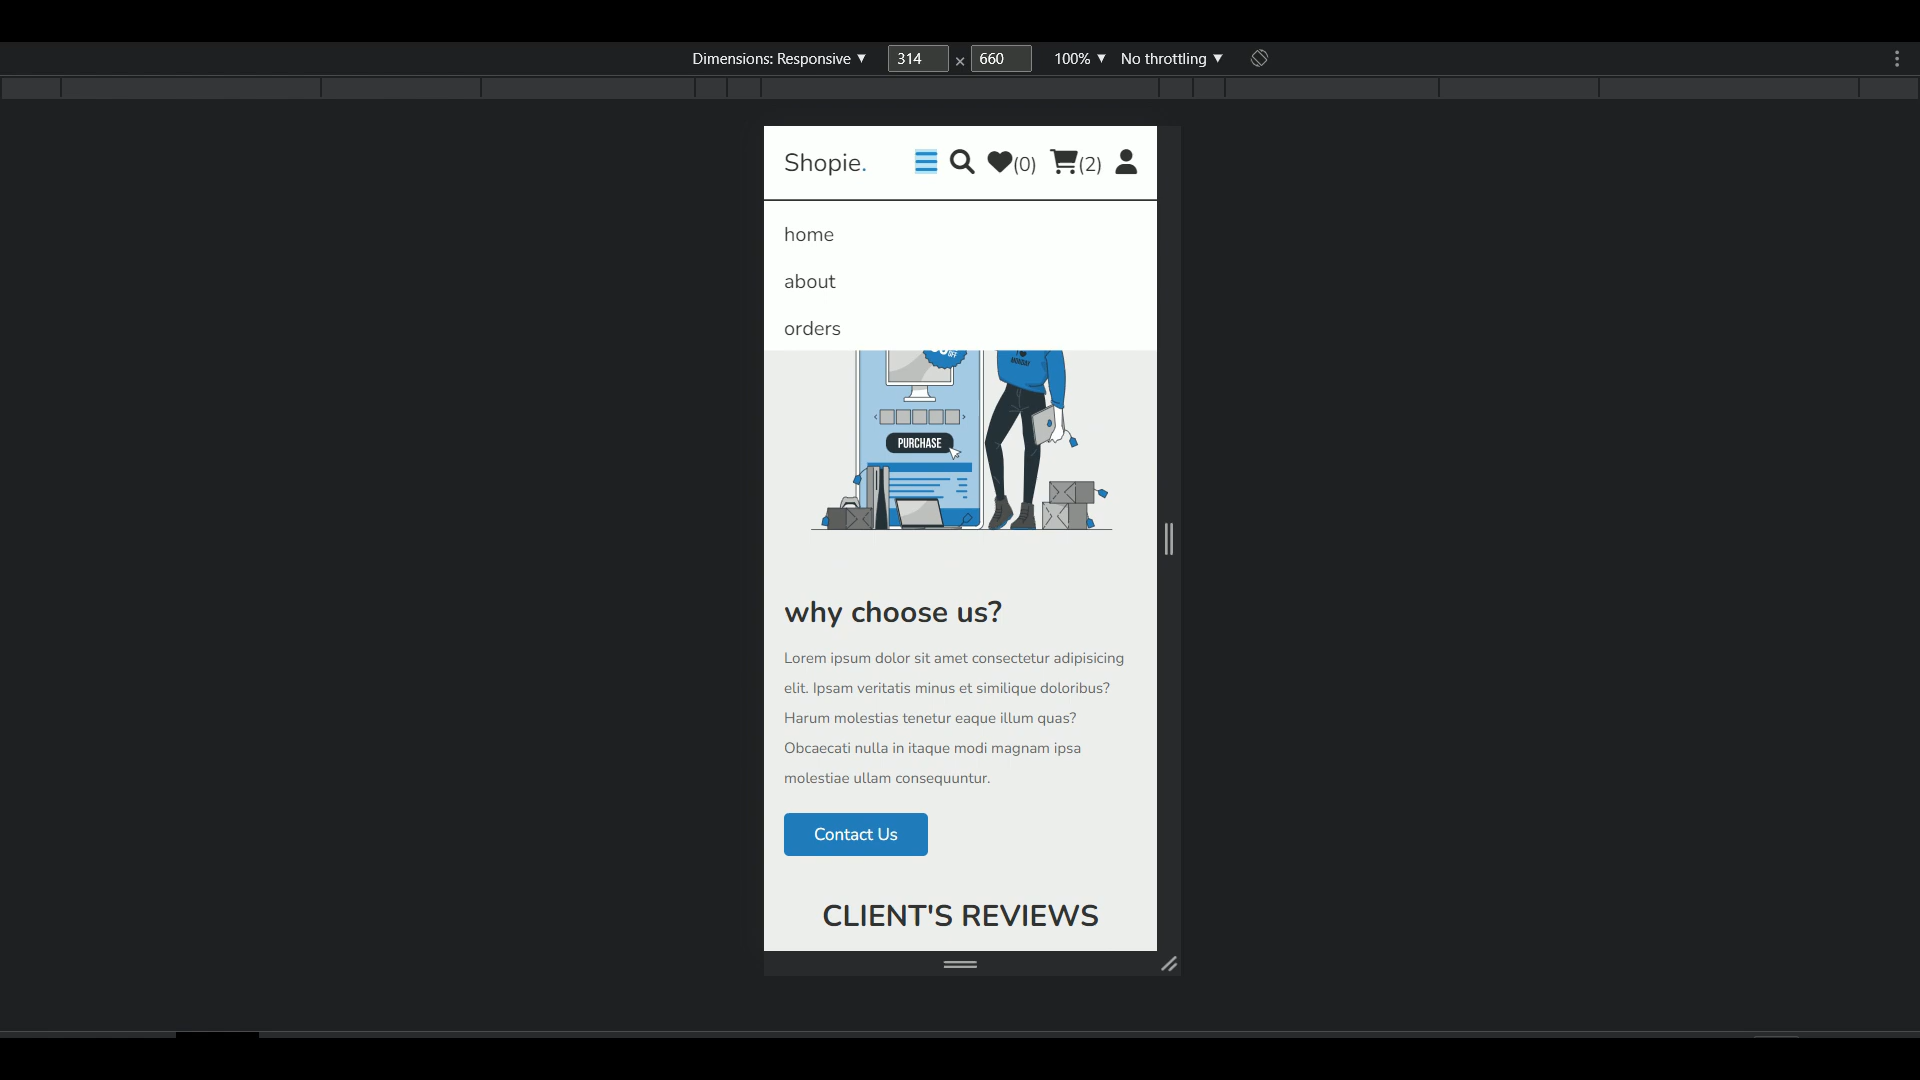 Dimensions: Responsive ▼ 314 × 660 100% ▼ No throttling ▼
Shopie. (0) (2)
home
about
orders
OFF
MONDAY
PURCHASE
why choose us?
Lorem ipsum dolor sit amet consectetur adipisicing
elit. Ipsam veritatis minus et similique doloribus?
Harum molestias tenetur eaque illum quas?
Obcaecati nulla in itaque modi magnam ipsa
molestiae ullam consequuntur.
Contact Us
CLIENT'S REVIEWS